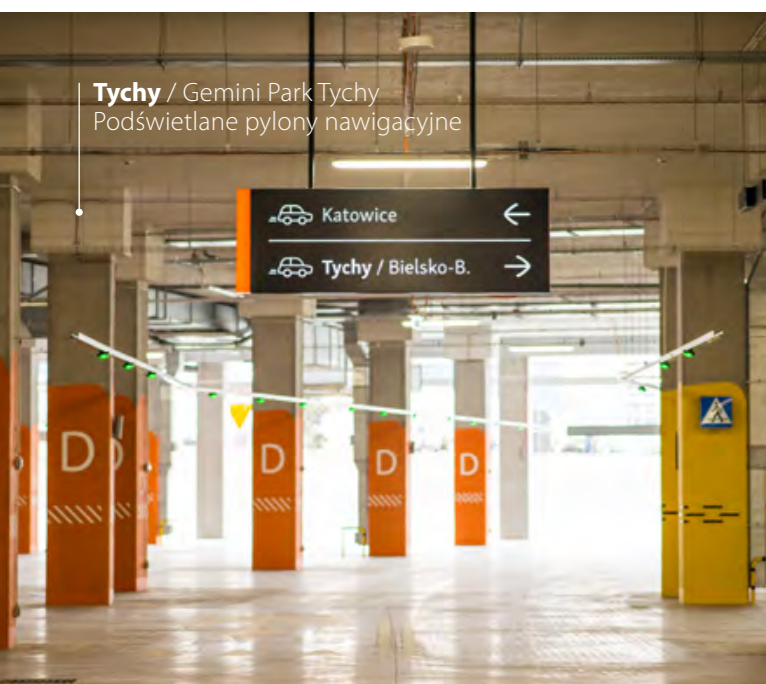 Tychy / Gemini Park Tychy
Podświetlane pylony nawigacyjne
Katowice
Tychy / Bielsko-B.
D D D D D